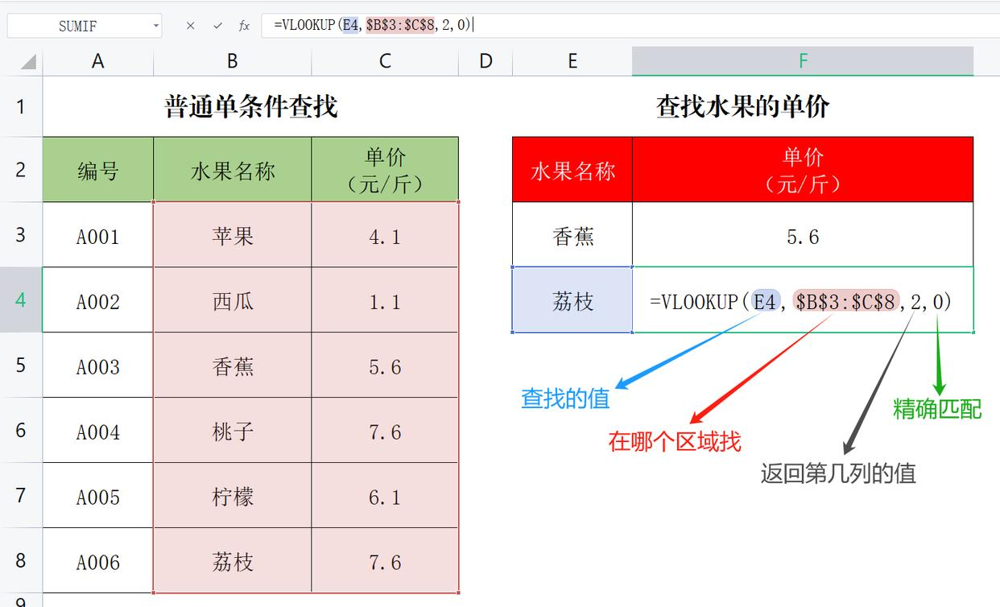 SUMIF
fx
=VLOOKUP(E4,$B$3:$C$8,2,0)
A B C D E F
1 普通单条件查找 查找水果的单价
2 编号 水果名称 单价
（元/斤）
水果名称 单价
（元/斤）
3 A001 苹果 4.1 香蕉 5.6
4 A002 西瓜 1.1 荔枝 =VLOOKUP(E4,$B$3:$C$8,2,0)
5 A003 香蕉 5.6
查找的值
精确匹配
6 A004 桃子 7.6
在哪个区域找
返回第几列的值
7 A005 柠檬 6.1
8 A006 荔枝 7.6
9